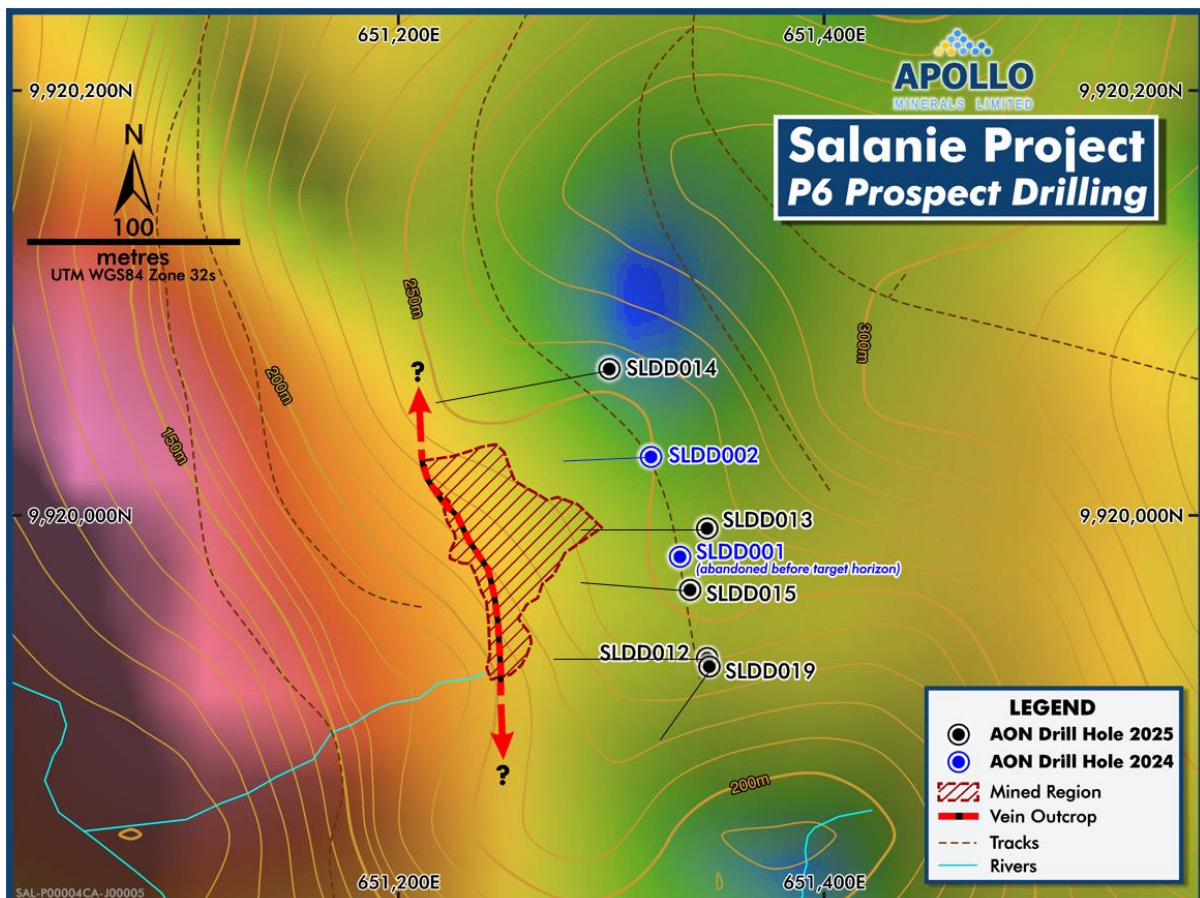 651,200E
651,400E
APOLLO
MINERALS LIMITED
9,920,200N
9,920,200N
Salanie Project
P6 Prospect Drilling
N
100
metres
UTM WGS84 Zone 32s
250m
300m
?
SLDD014
200m
150m
SLDD002
9,920,000N
SLDD013
9,920,000N
SLDD001
(abandoned before target horizon)
SLDD015
SLDD012
SLDD019
?
200m
LEGEND
AON Drill Hole 2025
AON Drill Hole 2024
Mined Region
Vein Outcrop
Tracks
Rivers
651,200E
651,400E
SAL-P00004CA-J00005